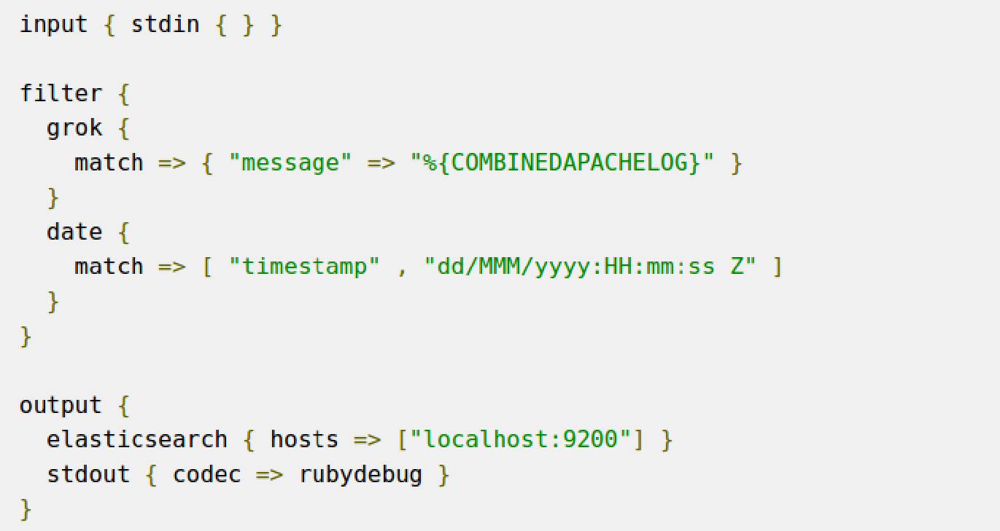 input { stdin { } }

filter {
  grok {
    match => { "message" => "%{COMBINEDAPACHELOG}" }
  }
  date {
    match => [ "timestamp" , "dd/MMM/yyyy:HH:mm:ss Z" ]
  }
}

output {
  elasticsearch { hosts => ["localhost:9200"] }
  stdout { codec => rubydebug }
}